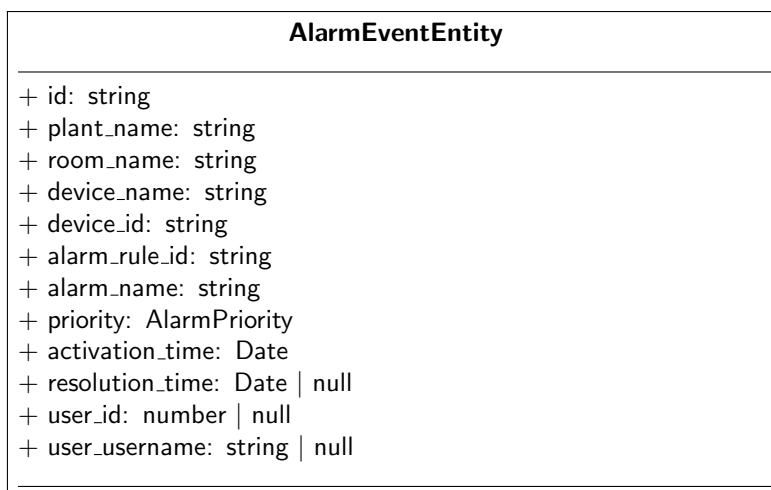 AlarmEventEntity
+ id: string
+ plant_name: string
+ room_name: string
+ device_name: string
+ device_id: string
+ alarm_rule_id: string
+ alarm_name: string
+ priority: AlarmPriority
+ activation_time: Date
+ resolution_time: Date | null
+ user_id: number | null
+ user_username: string | null